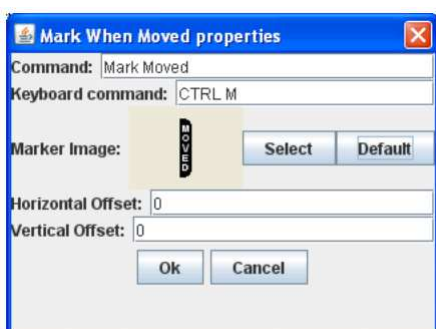 Mark When Moved properties
Command: Mark Moved
Keyboard command: CTRL M
MOVED
Marker Image: Select Default
Horizontal Offset: 0
Vertical Offset: 0
Ok Cancel